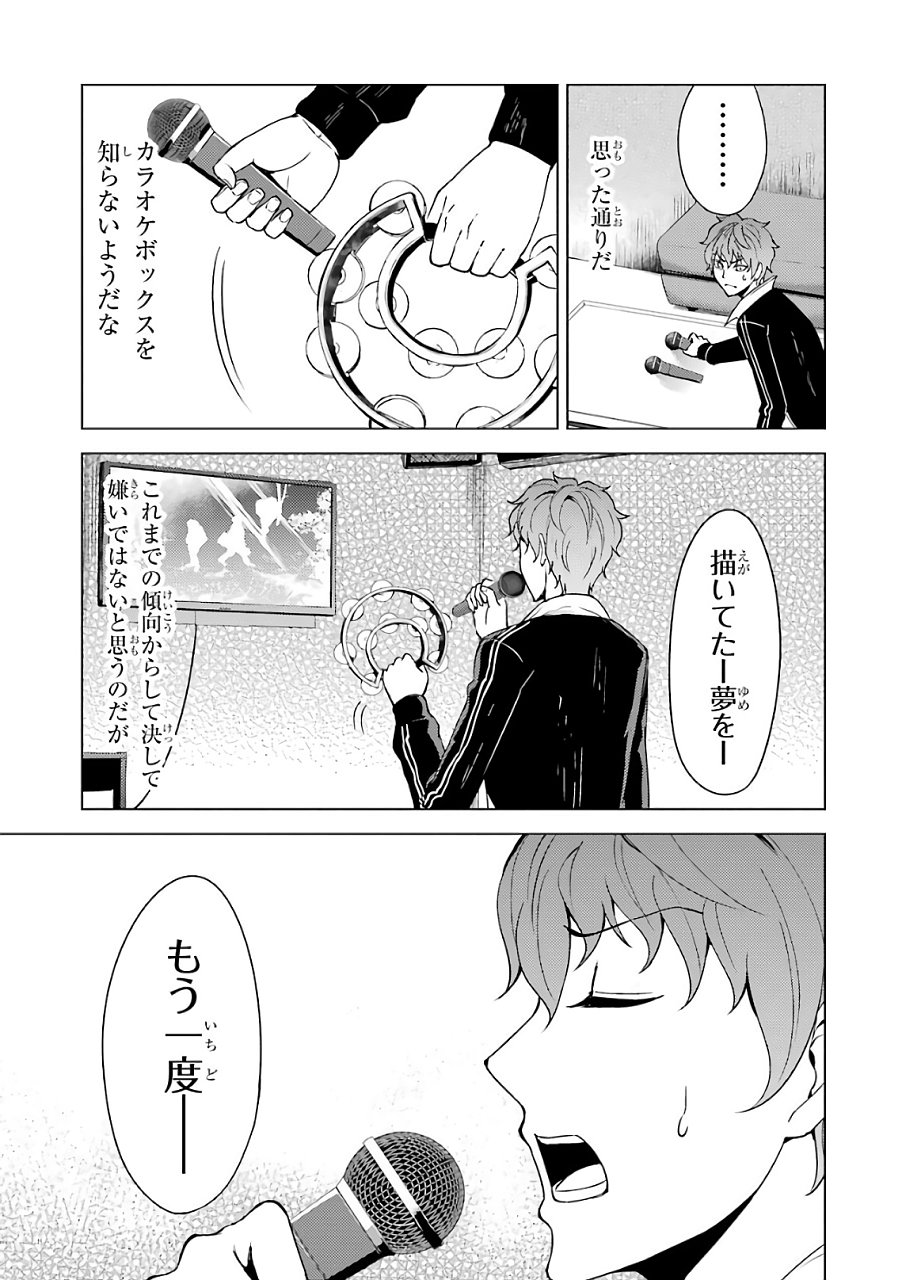 ………
思った通りだ
カラオケボックスを
知らないようだな
描いてたー夢をー
これまでの傾向からして決して
嫌いではないと思うのだが
もう一度ー